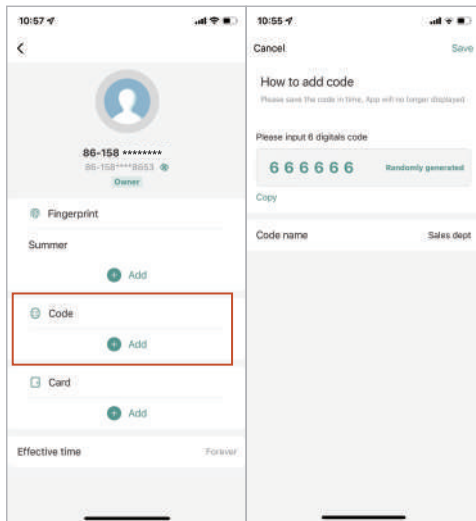 10:57
86-158 ********
86-158****8653
Owner
Fingerprint
Summer
Add
Code
Add
Card
Add
Effective time
Forever
10:55
Cancel
Save
How to add code
Please save the code in time, App will no longer displayed
Please input 6 digitals code
666666
Randomly generated
Copy
Code name
Sales dept